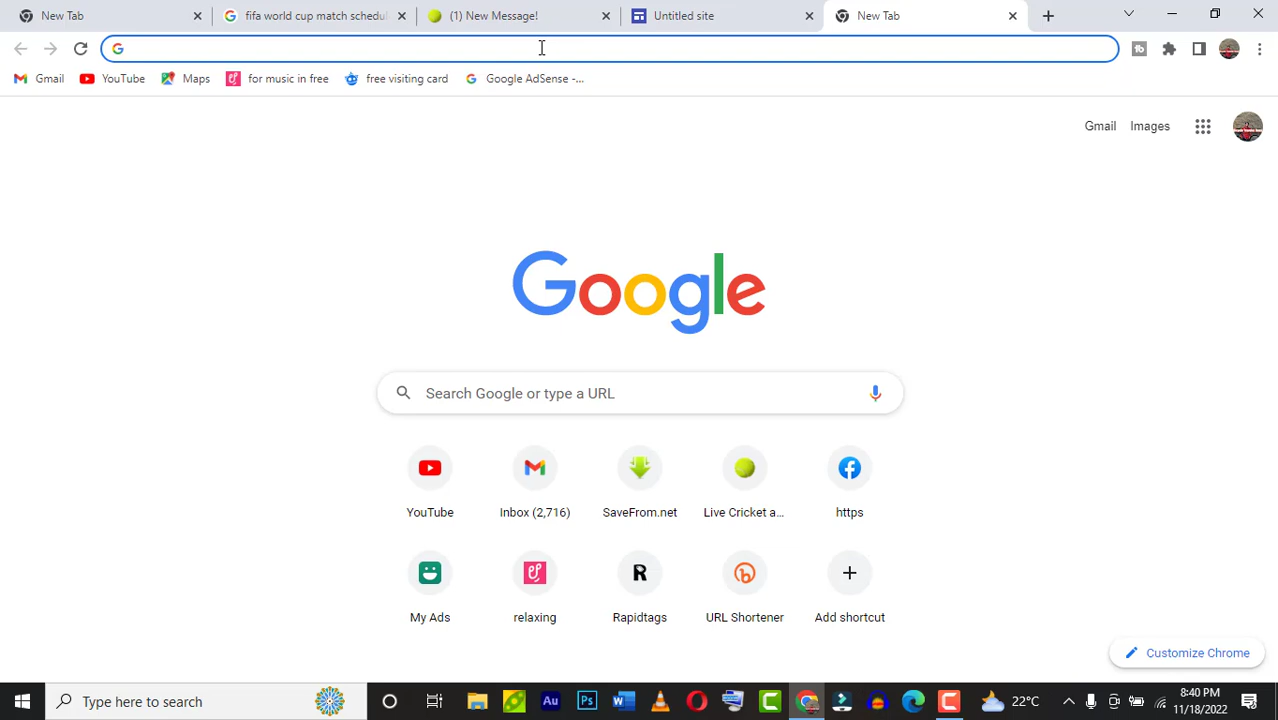 New Tab
fifa world cup match schedul
(1) New Message!
Untitled site
New Tab
Gmail
YouTube
Maps
for music in free
free visiting card
Google AdSense -...
Gmail
Images
Google
Search Google or type a URL
YouTube
Inbox (2,716)
SaveFrom.net
Live Cricket a...
https
My Ads
relaxing
Rapidtags
URL Shortener
Add shortcut
Customize Chrome
Type here to search
Au
Ps
22°C
8:40 PM
11/18/2022